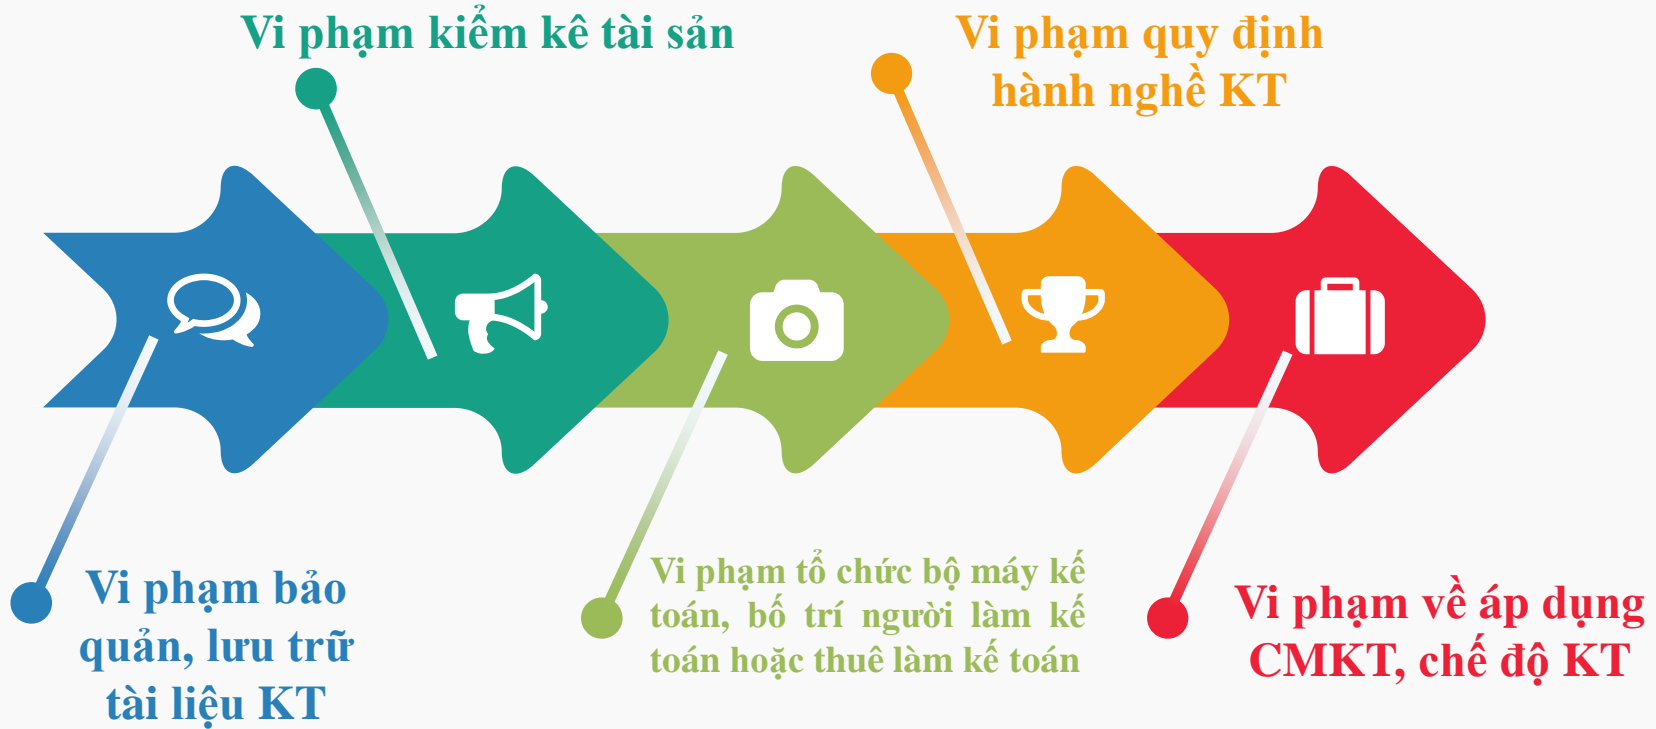 Vi phạm kiểm kê tài sản
Vi phạm quy định
hành nghề KT
Vi phạm bảo
quản, lưu trữ
tài liệu KT
Vi phạm tổ chức bộ máy kế
toán, bố trí người làm kế
toán hoặc thuê làm kế toán
Vi phạm về áp dụng
CMKT, chế độ KT